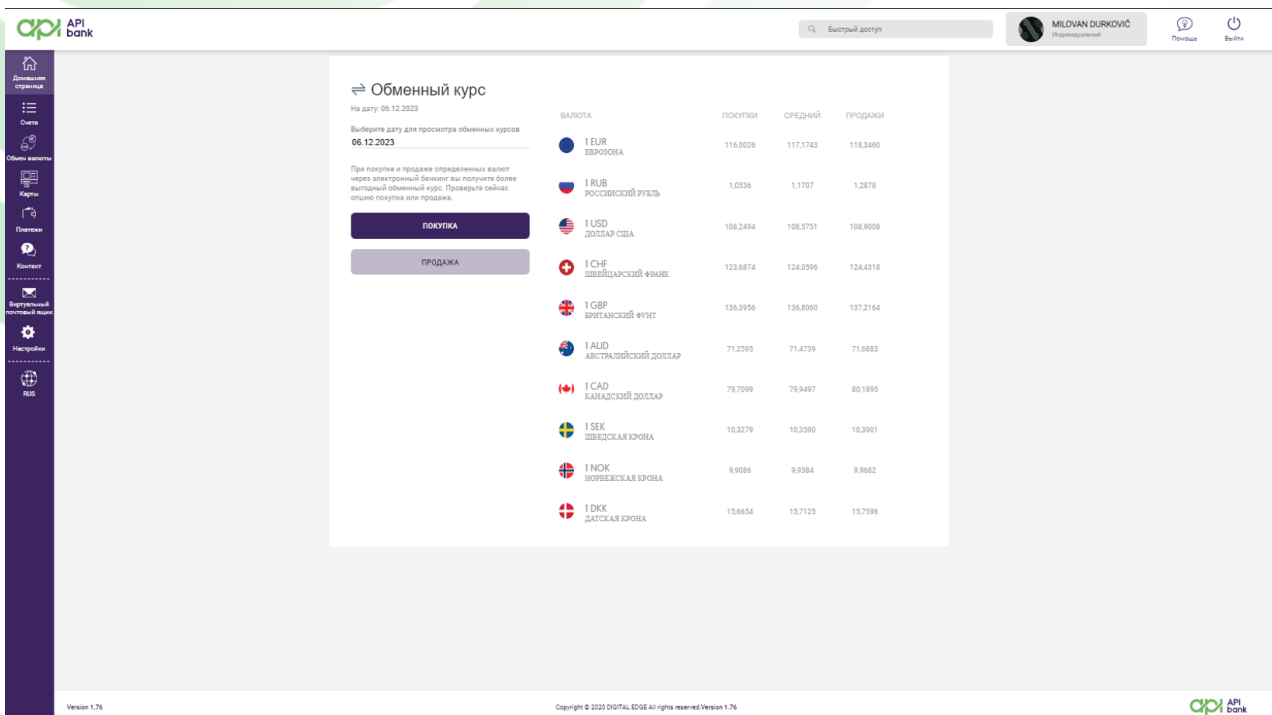 api API
bank
Быстрый доступ
MILOVAN DURKOVIĆ
Индивидуальный
Помощь
Выйти
Домашняя
страница
Счета
Обмен валюты
Карты
Платежи
Контакт
Виртуальный
почтовый ящик
Настройки
RUS
Обменный курс
На дату: 06.12.2023
Выберите дату для просмотра обменных курсов
06.12.2023
При покупке и продаже определенных валют
через электронный банкинг вы получите более
выгодный обменный курс. Проверьте сейчас
опцию покупка или продажа.
ПОКУПКА
ПРОДАЖА
ВАЛЮТА ПОКУПКИ СРЕДНИЙ ПРОДАЖИ
1 EUR
ЕВРОЗОНА
116,0026 117,1743 118,3460
1 RUB
РОССИЙСКИЙ РУБЛЬ
1,0536 1,1707 1,2878
1 USD
ДОЛЛАР США
108,2494 108,5751 108,9008
1 CHF
ШВЕЙЦАРСКИЙ ФРАНК
123,6874 124,0596 124,4318
1 GBP
БРИТАНСКИЙ ФУНТ
136,3956 136,8060 137,2164
1 AUD
АВСТРАЛИЙСКИЙ ДОЛЛАР
71,2595 71,4739 71,6883
1 CAD
КАНАДСКИЙ ДОЛЛАР
79,7099 79,9497 80,1895
1 SEK
ШВЕДСКАЯ КРОНА
10,3279 10,3590 10,3901
1 NOK
НОРВЕЖСКАЯ КРОНА
9,9086 9,9384 9,9682
1 DKK
ДАТСКАЯ КРОНА
15,6654 15,7125 15,7596
Version 1.76
Copyright © 2020 DIGITAL EDGE All rights reserved.Version 1.76
api API
bank